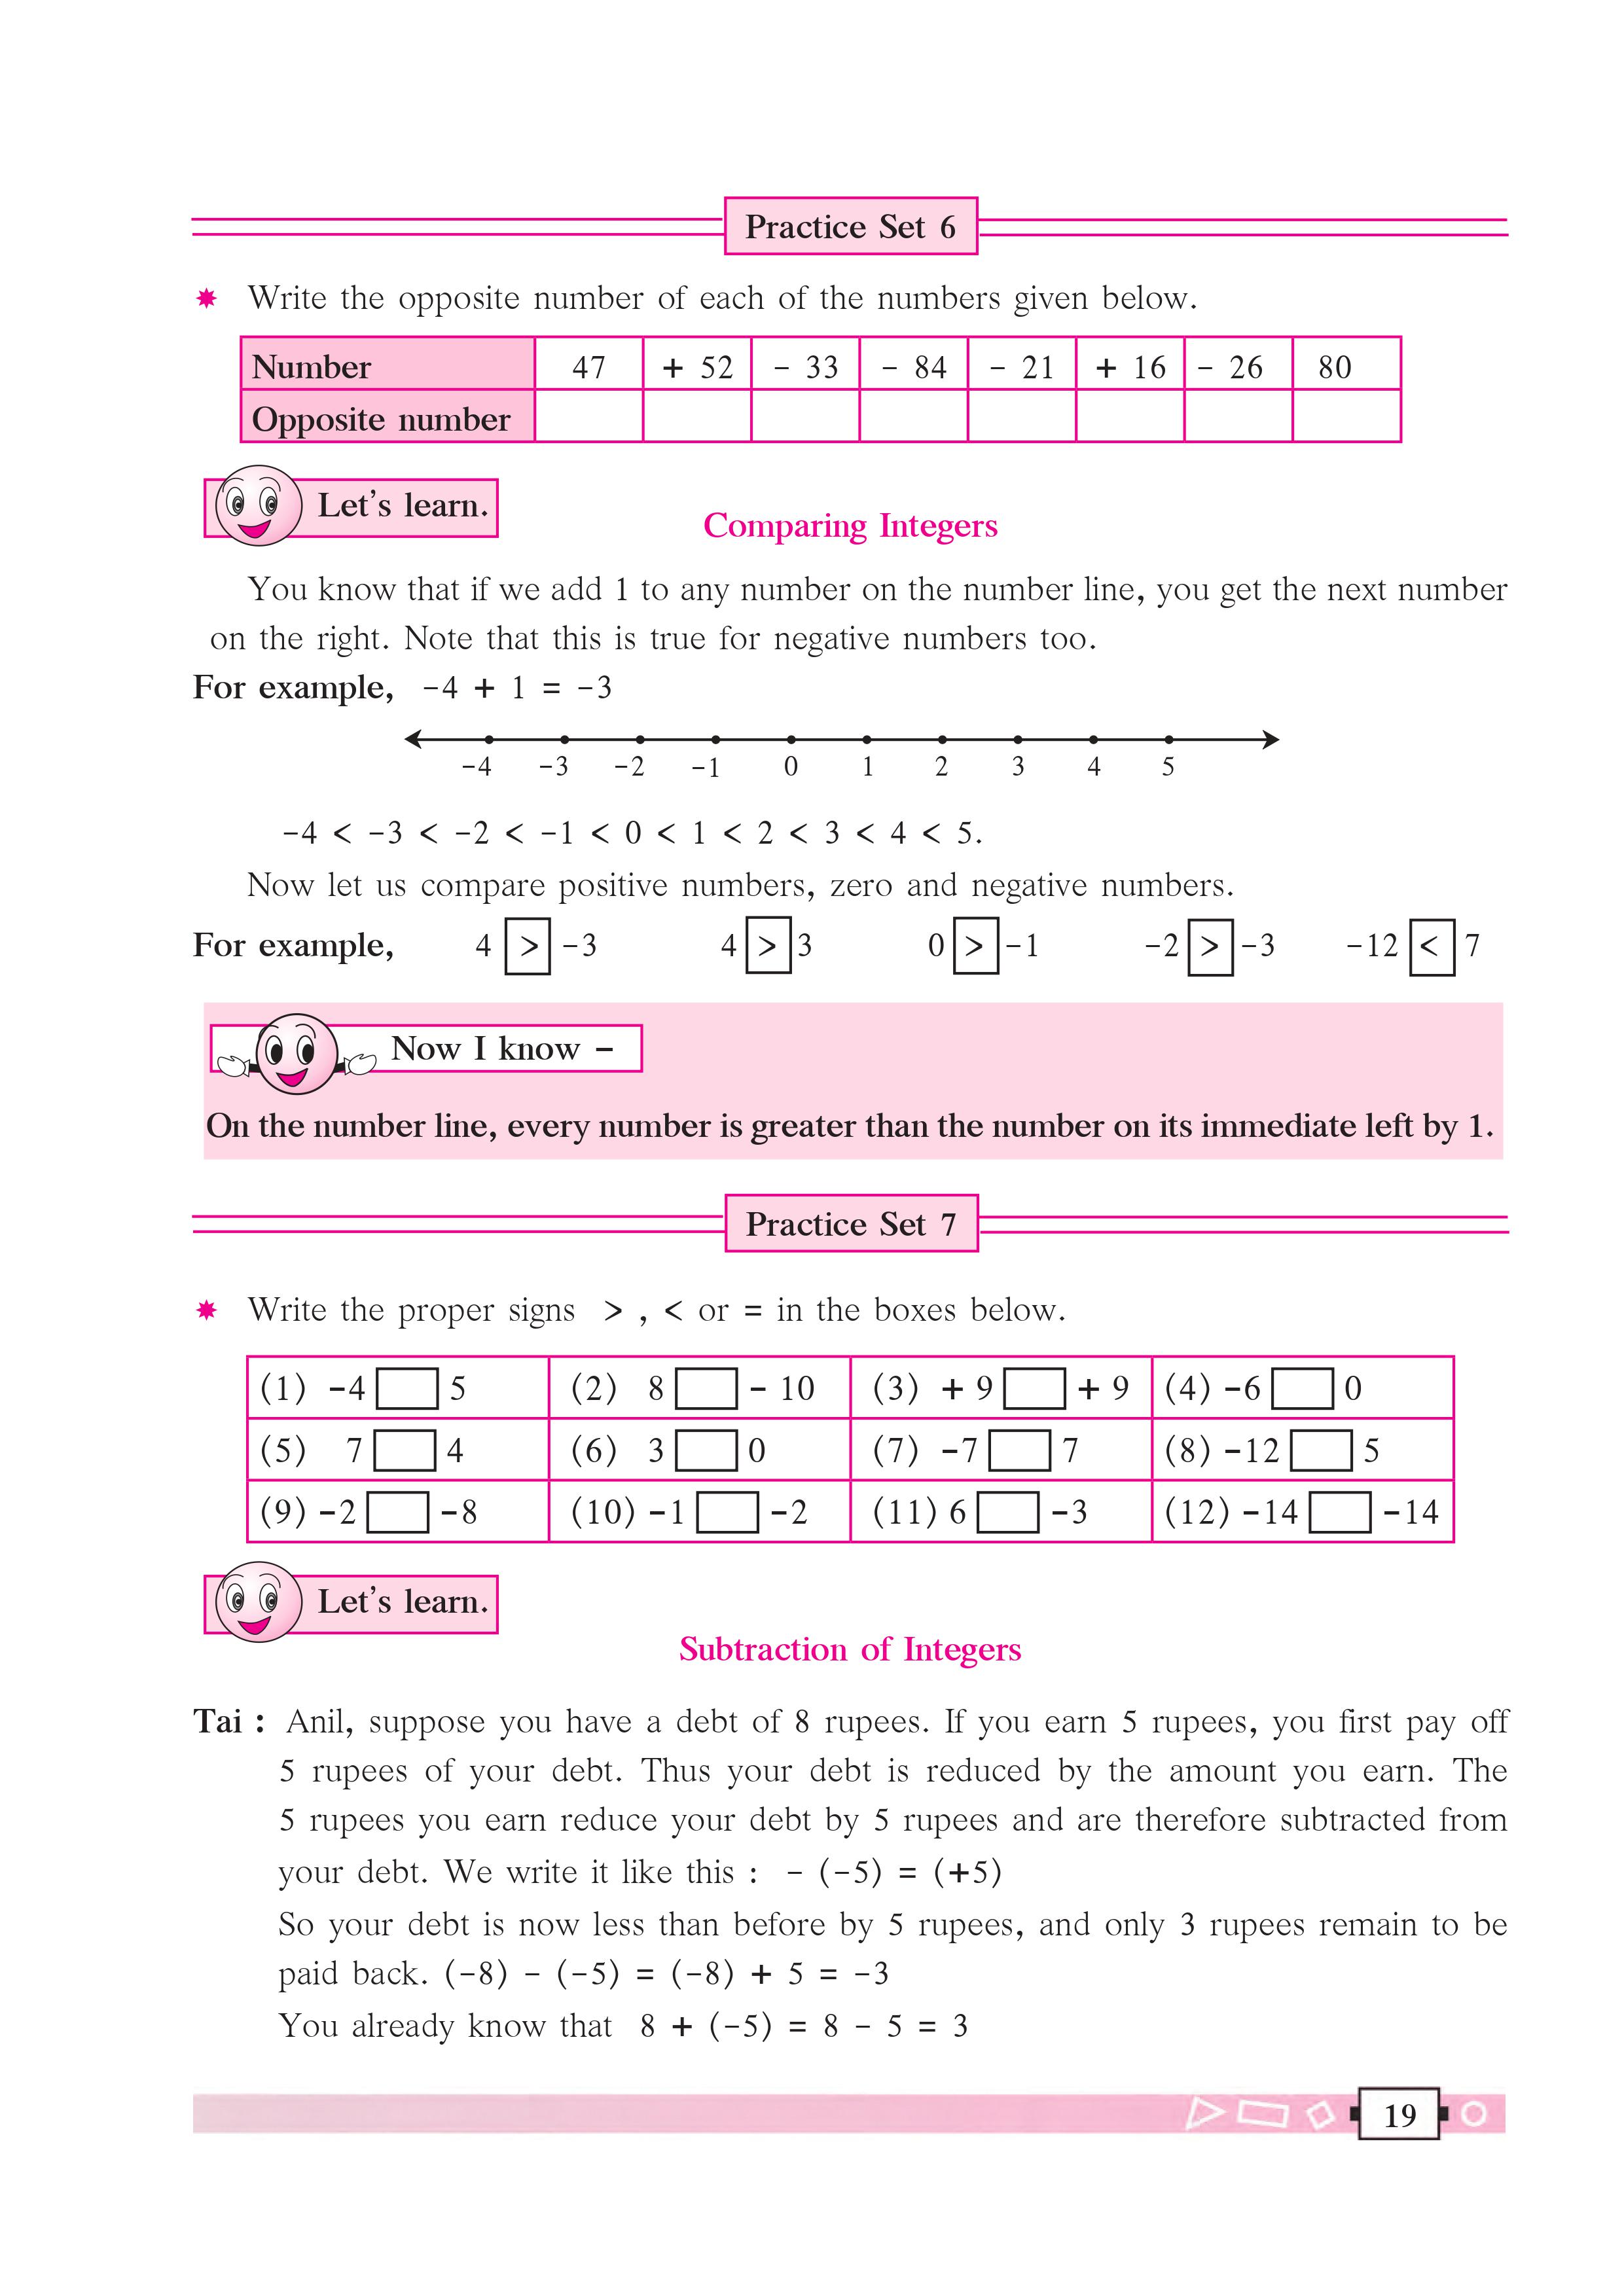 Practice Set 6
Write the opposite number of each of the numbers given below.
Number 47 + 52 - 33 - 84 - 21 + 16 - 26 80
Opposite number
Let's learn.
Comparing Integers
You know that if we add 1 to any number on the number line, you get the next number
on the right. Note that this is true for negative numbers too.
For example, -4 + 1 = -3
-4 -3 -2 -1 0 1 2 3 4 5
-4 < -3 < -2 < -1 < 0 < 1 < 2 < 3 < 4 < 5.
Now let us compare positive numbers, zero and negative numbers.
For example, 4 > -3 4 > 3 0 > -1 -2 > -3 -12 < 7
Now I know -
On the number line, every number is greater than the number on its immediate left by 1.
Practice Set 7
Write the proper signs > , < or = in the boxes below.
(1) -4 5 (2) 8 - 10 (3) + 9 + 9 (4) -6 0
(5) 7 4 (6) 3 0 (7) -7 7 (8) -12 5
(9) -2 -8 (10) -1 -2 (11) 6 -3 (12) -14 -14
Let's learn.
Subtraction of Integers
Tai : Anil, suppose you have a debt of 8 rupees. If you earn 5 rupees, you first pay off
5 rupees of your debt. Thus your debt is reduced by the amount you earn. The
5 rupees you earn reduce your debt by 5 rupees and are therefore subtracted from
your debt. We write it like this : - (-5) = (+5)
So your debt is now less than before by 5 rupees, and only 3 rupees remain to be
paid back. (-8) - (-5) = (-8) + 5 = -3
You already know that 8 + (-5) = 8 - 5 = 3
19